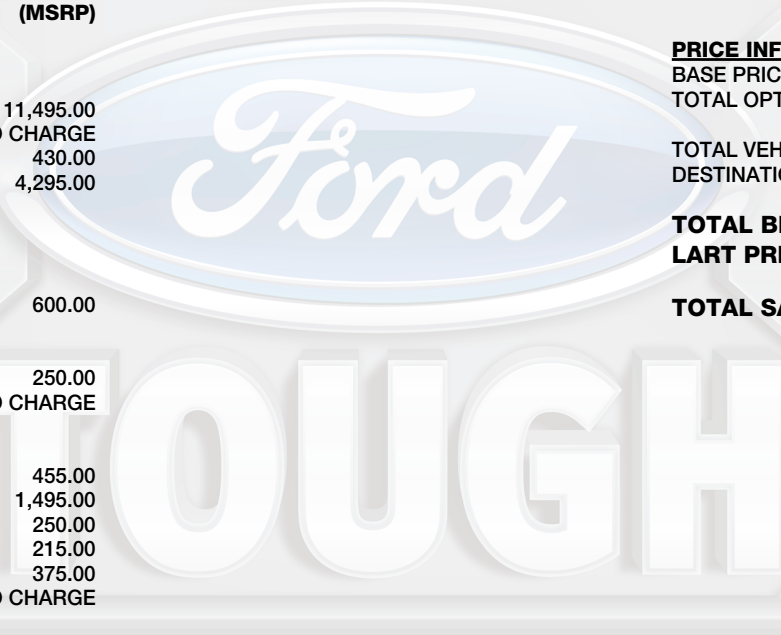 (MSRP)
11,495.00
CHARGE
430.00
4,295.00
600.00
250.00
CHARGE
455.00
1,495.00
250.00
215.00
375.00
CHARGE
PRICE INF
BASE PRIC
TOTAL OPT
TOTAL VEH
DESTINATI
TOTAL B
LART PR
TOTAL S
Ford
TOUGH